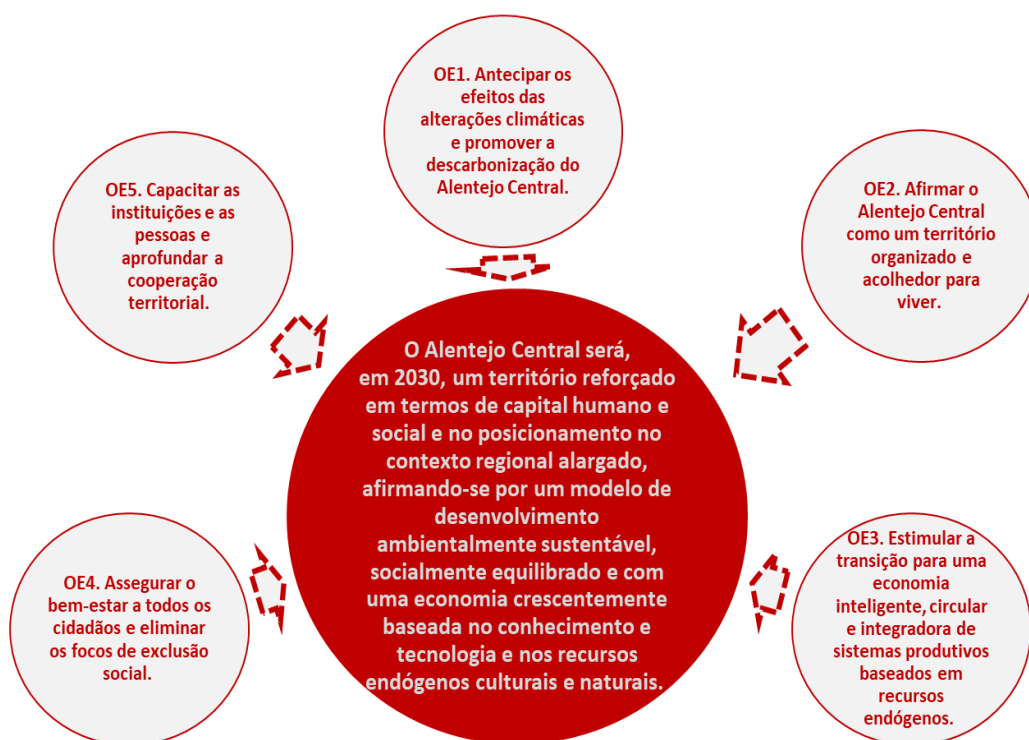 OE1. Antecipar os
efeitos das
alterações climáticas
e promover a
descarbonização do
Alentejo Central.
OE5. Capacitar as
instituições e as
pessoas e
aprofundar a
cooperação
territorial.
OE2. Afirmar o
Alentejo Central
como um território
organizado e
acolhedor para
viver.
O Alentejo Central será,
em 2030, um território reforçado
em termos de capital humano e
social e no posicionamento no
contexto regional alargado,
afirmando-se por um modelo de
desenvolvimento
ambientalmente sustentável,
socialmente equilibrado e com
uma economia crescentemente
baseada no conhecimento e
tecnologia e nos recursos
endógenos culturais e naturais.
OE4. Assegurar o
bem-estar a todos os
cidadãos e eliminar
os focos de exclusão
social.
OE3. Estimular a
transição para uma
economia
inteligente, circular
e integradora de
sistemas produtivos
baseados em
recursos
endógenos.